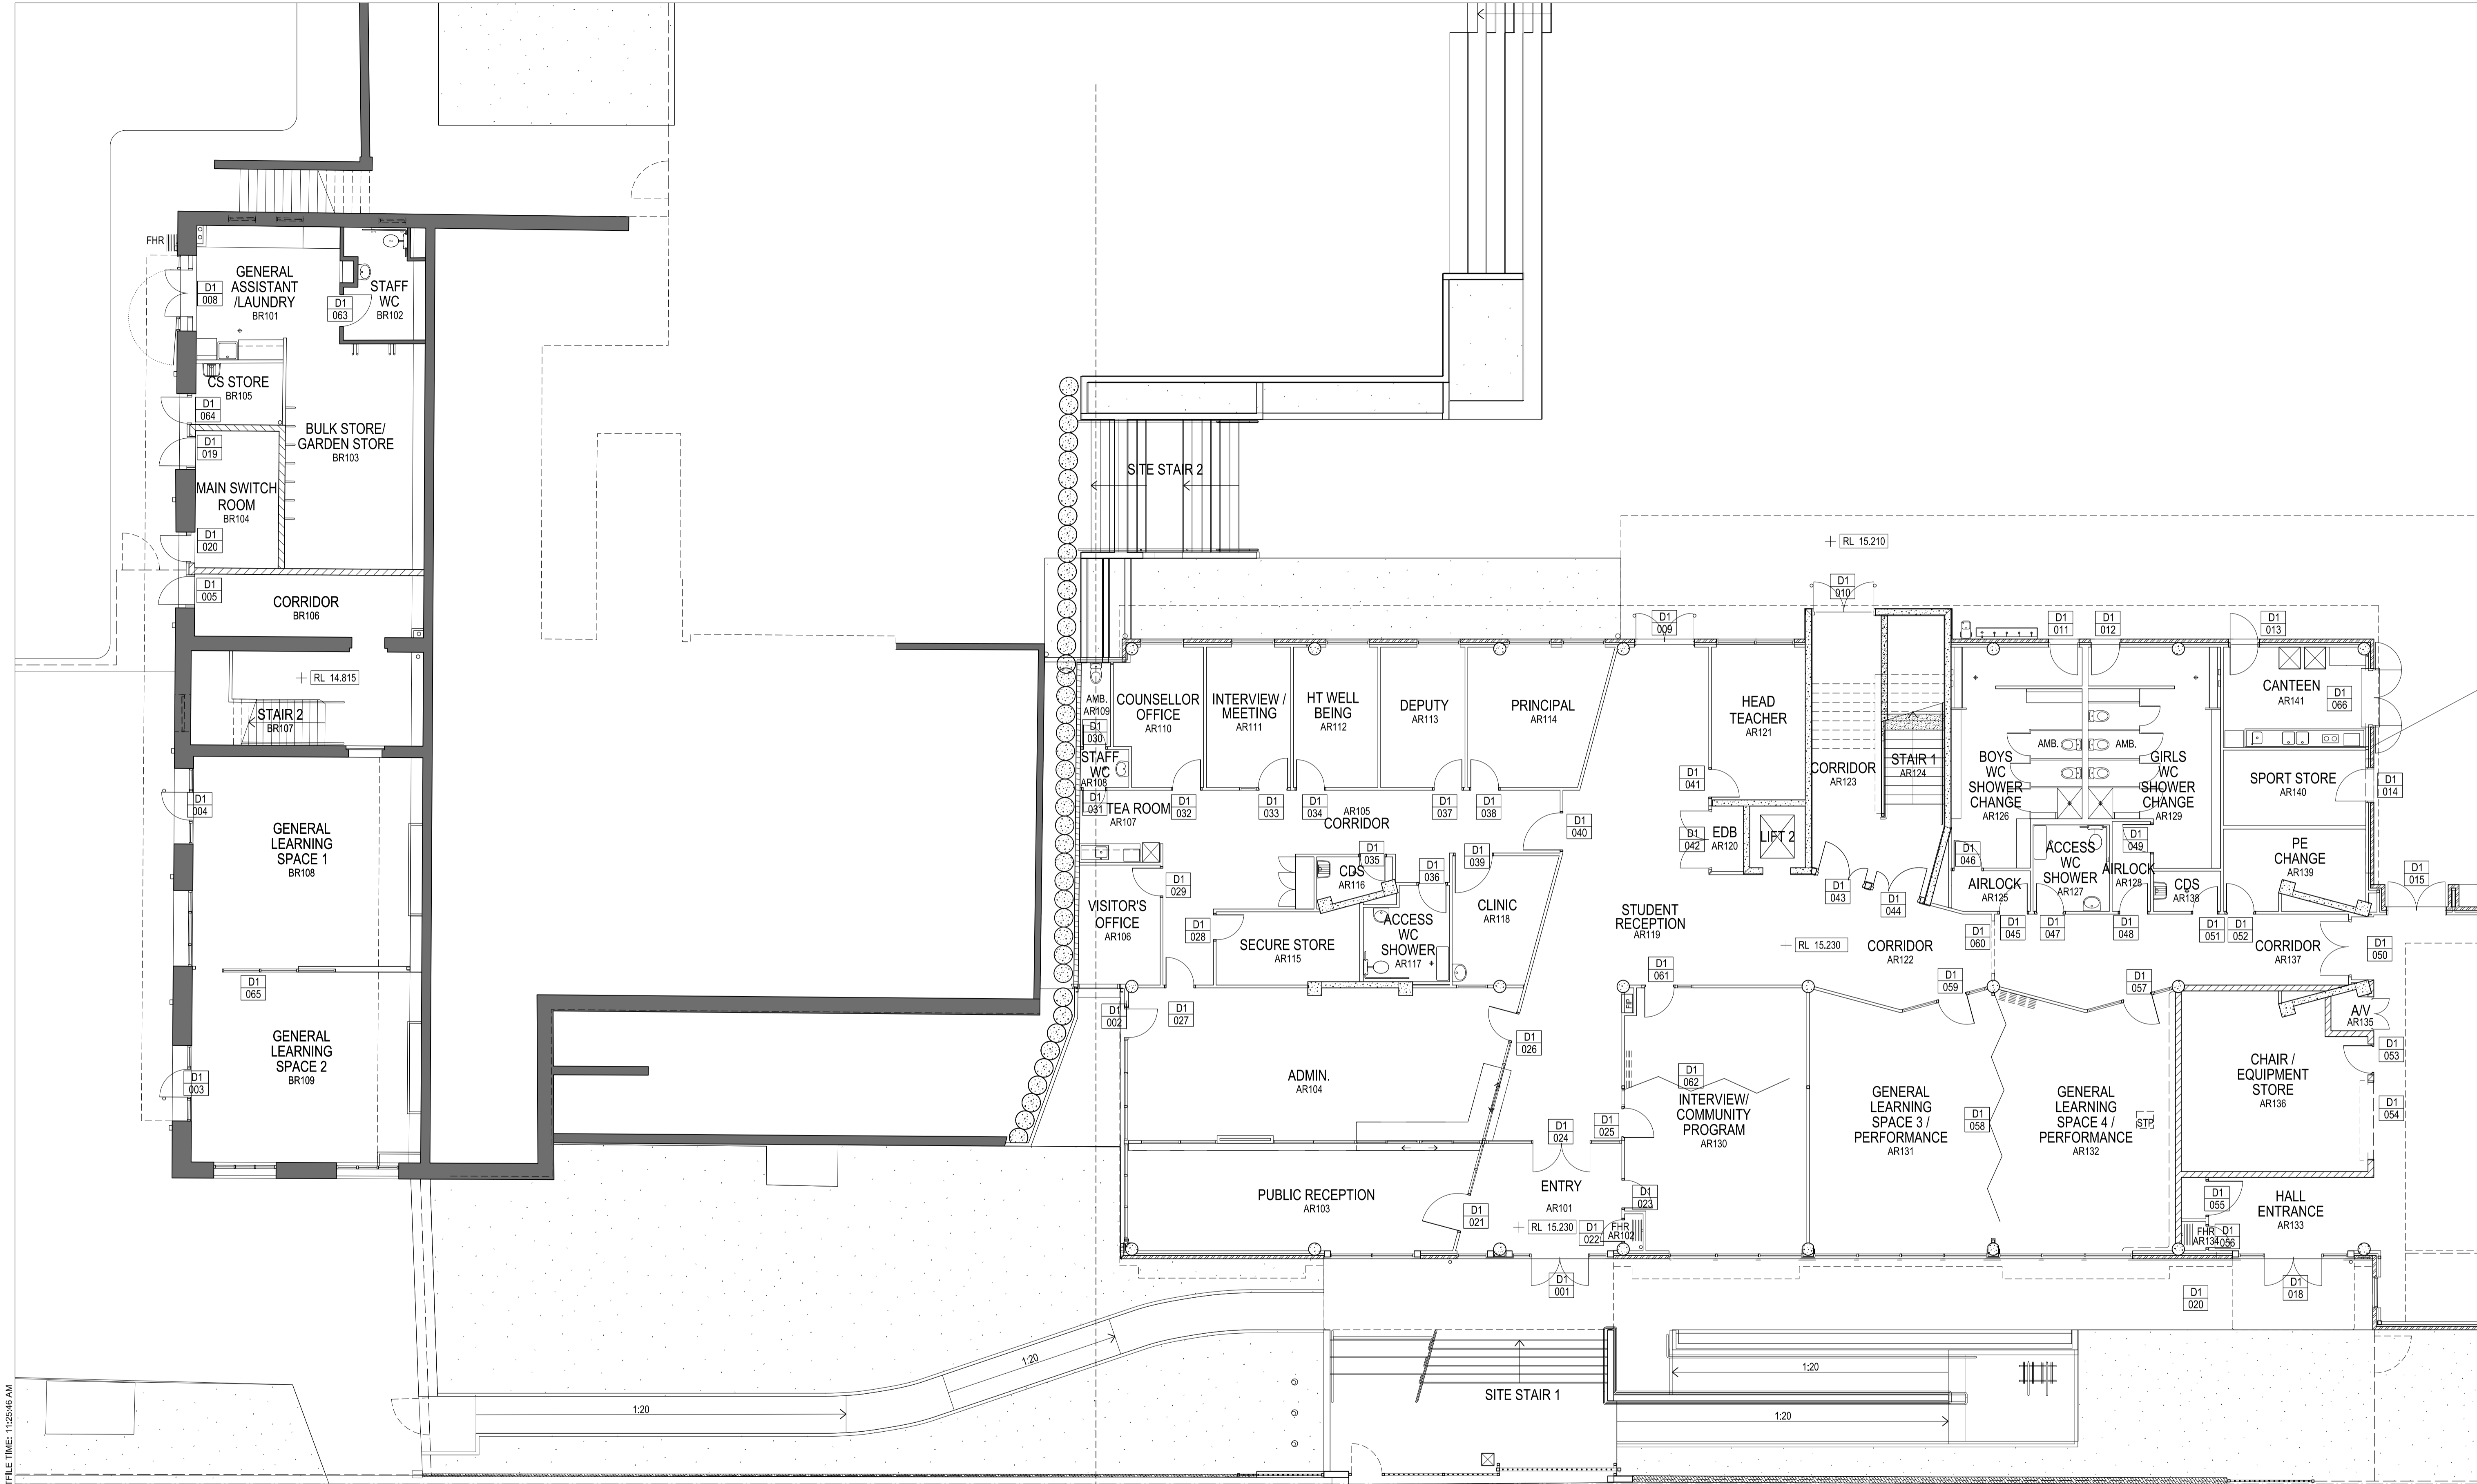 FHR
GENERAL
ASSISTANT
/LAUNDRY
BR101
D1
008
D1
063
STAFF
WC
BR102
CS STORE
BR105
D1
064
D1
019
BULK STORE/
GARDEN STORE
BR103
MAIN SWITCH
ROOM
BR104
D1
020
D1
005
CORRIDOR
BR106
RL 14.815
STAIR 2
BR107
D1
004
GENERAL
LEARNING
SPACE 1
BR108
D1
065
GENERAL
LEARNING
SPACE 2
BR109
D1
003
SITE STAIR 2
RL 15.210
D1
010
D1
009
D1
011
D1
012
D1
013
AMB.
AR109
D1
030
COUNSELLOR
OFFICE
AR110
INTERVIEW /
MEETING
AR111
HT WELL
BEING
AR112
DEPUTY
AR113
PRINCIPAL
AR114
HEAD
TEACHER
AR121
STAFF
WC
AR108
D1
031
TEA ROOM
AR107
D1
032
D1
033
D1
034
AR105
CORRIDOR
D1
037
D1
038
D1
040
D1
041
D1
042
EDB
AR120
LIFT 2
CORRIDOR
AR123
STAIR 1
AR124
BOYS
WC
SHOWER
CHANGE
AR126
AMB.
AMB.
GIRLS
WC
SHOWER
CHANGE
AR129
CANTEEN
AR141
D1
066
SPORT STORE
AR140
D1
014
PE
CHANGE
AR139
D1
015
D1
035
D1
036
D1
039
CDS
AR116
D1
029
VISITOR'S
OFFICE
AR106
D1
028
SECURE STORE
AR115
ACCESS
WC
SHOWER
AR117
CLINIC
AR118
STUDENT
RECEPTION
AR119
D1
043
D1
044
D1
046
AIRLOCK
AR125
ACCESS
WC
SHOWER
AR127
D1
049
AIRLOCK
AR128
CDS
AR138
D1
060
D1
045
D1
047
D1
048
D1
051
D1
052
RL 15.230
CORRIDOR
AR122
CORRIDOR
AR137
D1
050
D1
061
D1
059
D1
057
D1
002
D1
027
D1
026
FIP
A/V
AR135
D1
053
ADMIN.
AR104
D1
062
INTERVIEW/
COMMUNITY
PROGRAM
AR130
GENERAL
LEARNING
SPACE 3 /
PERFORMANCE
AR131
D1
058
GENERAL
LEARNING
SPACE 4 /
PERFORMANCE
AR132
STP
CHAIR /
EQUIPMENT
STORE
AR136
D1
054
D1
024
D1
025
PUBLIC RECEPTION
AR103
ENTRY
AR101
D1
023
D1
021
RL 15.230
D1
022
FHR
AR102
D1
055
HALL
ENTRANCE
AR133
FHR
AR134
D1
056
D1
001
D1
020
D1
018
1:20
1:20
SITE STAIR 1
1:20
1:20
TFILE TIME: 11:25:46 AM